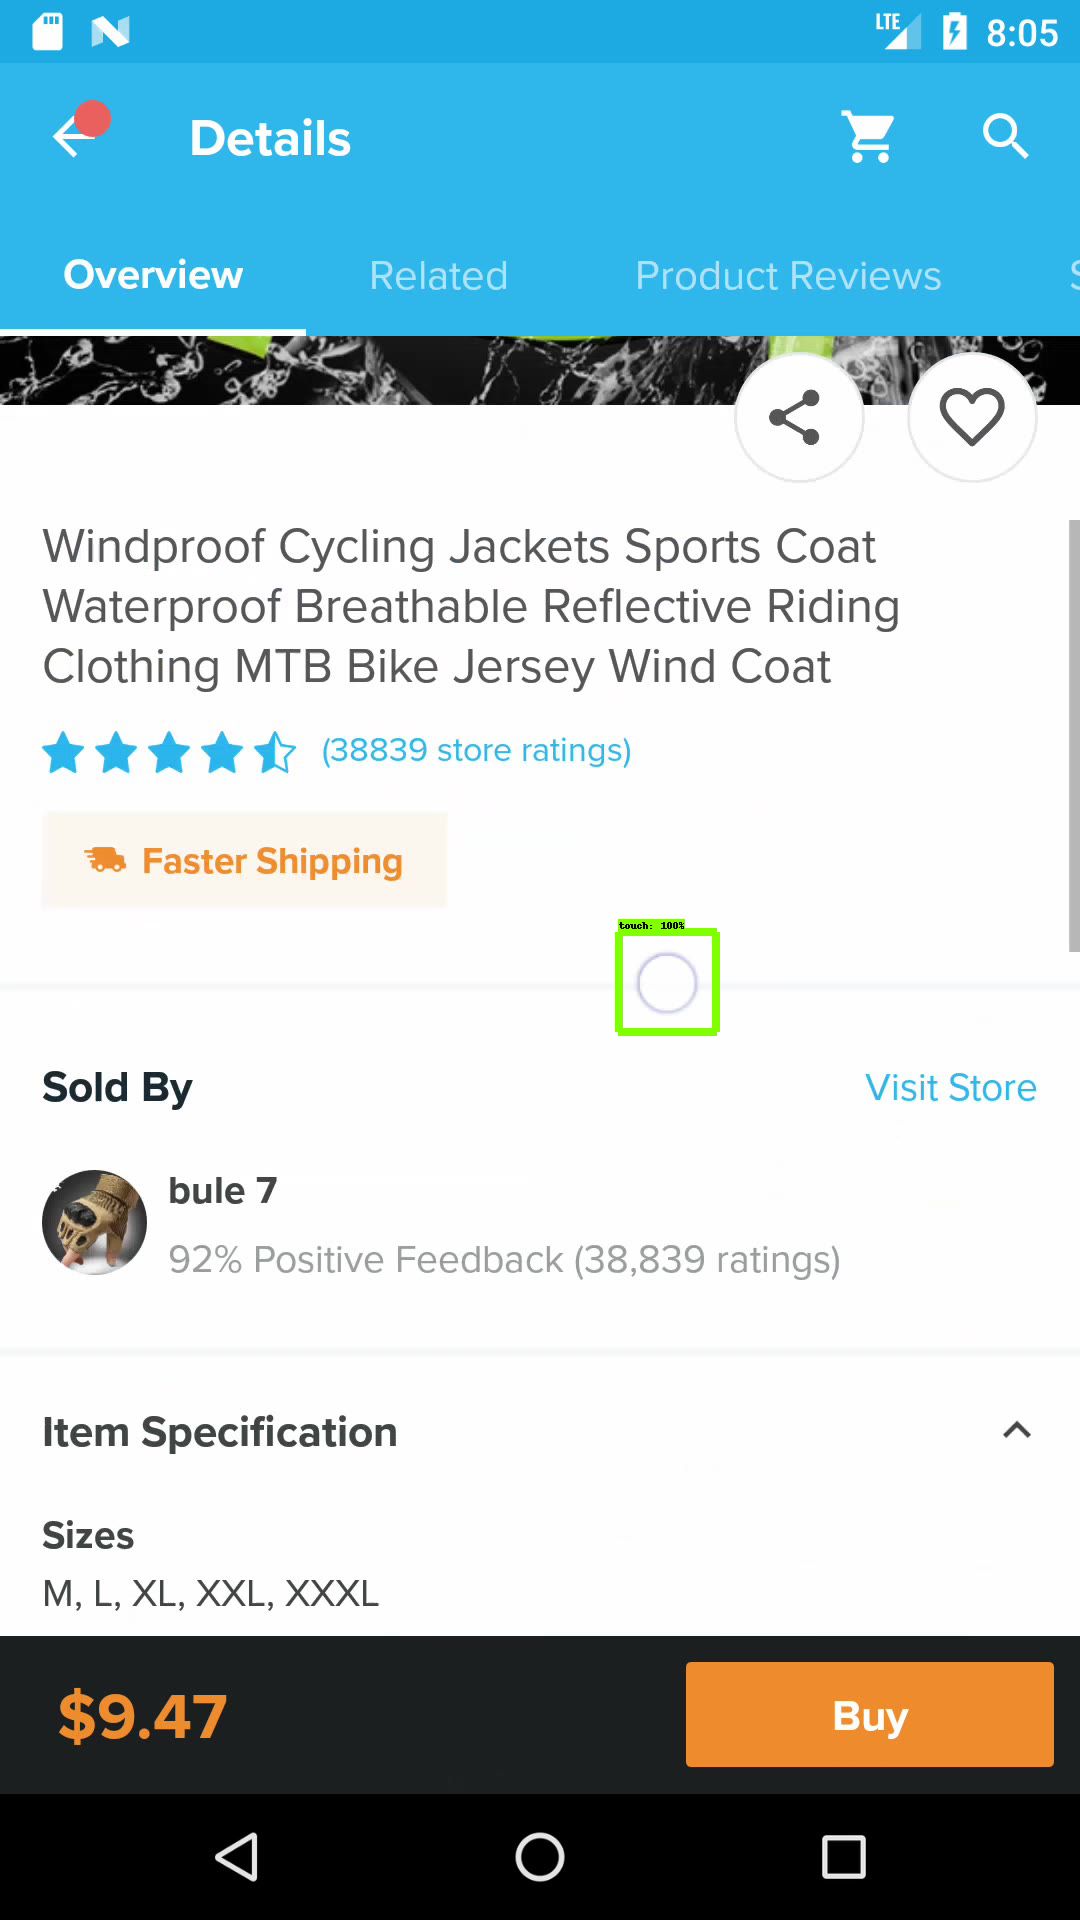 LTE 8:05
Details
Overview Related Product Reviews
Windproof Cycling Jackets Sports Coat
Waterproof Breathable Reflective Riding
Clothing MTB Bike Jersey Wind Coat
(38839 store ratings)
Faster Shipping
touch: 100%
Sold By Visit Store
bule 7
92% Positive Feedback (38,839 ratings)
Item Specification
Sizes
M, L, XL, XXL, XXXL
$9.47 Buy